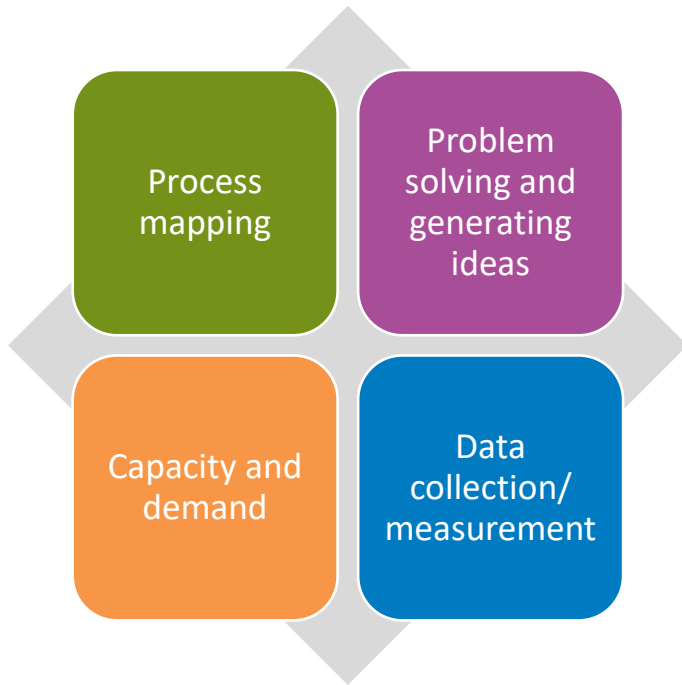 Process
mapping
Problem
solving and
generating
ideas
Capacity and
demand
Data
collection/
measurement